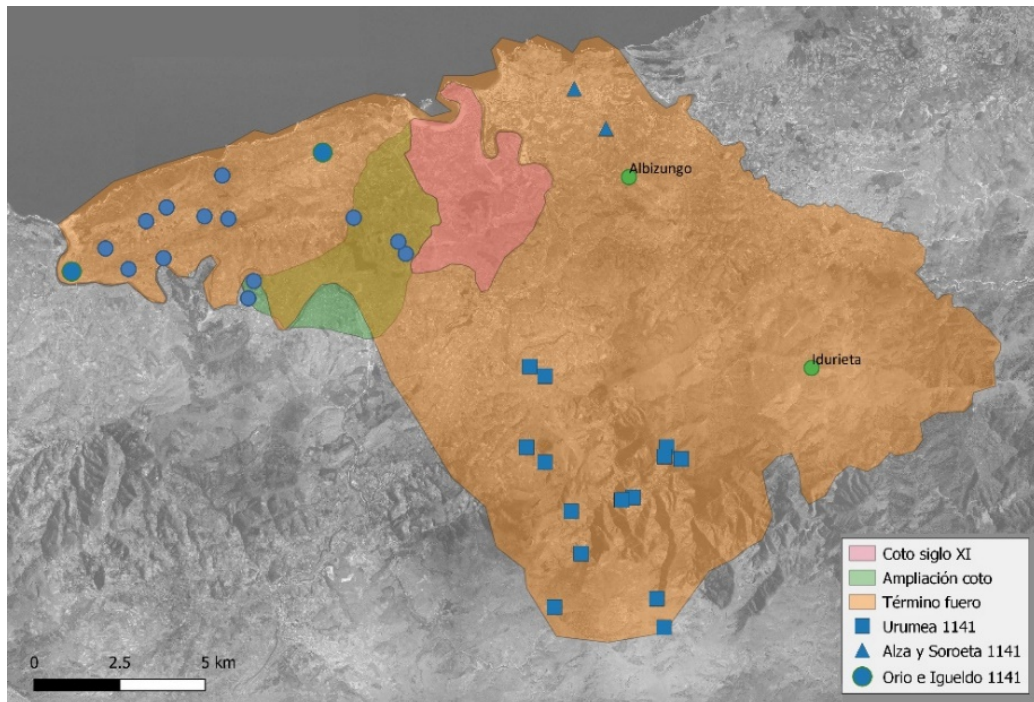 Albizungo
Idurieta
Coto siglo XI
Ampliación coto
Término fuero
Urumea 1141
Alza y Soroeta 1141
Orio e Igueldo 1141
0 2.5 5 km